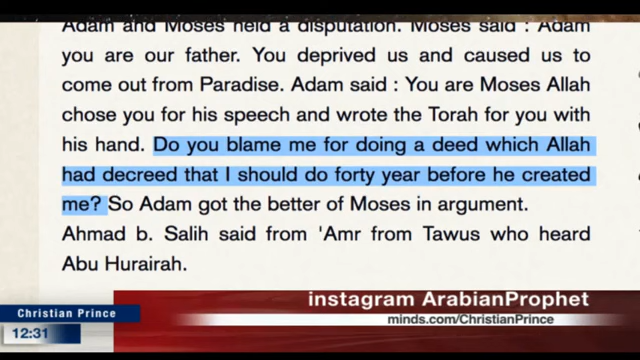 Adam and Moses held a disputation. Moses said : Adam
you are our father. You deprived us and caused us to
come out from Paradise. Adam said : You are Moses Allah
chose you for his speech and wrote the Torah for you with
his hand. Do you blame me for doing a deed which Allah
had decreed that I should do forty year before he created
me? So Adam got the better of Moses in argument.
Ahmad b. Salih said from 'Amr from Tawus who heard
Abu Hurairah.
instagram ArabianProphet
Christian Prince
minds.com/ChristianPrince
12:31